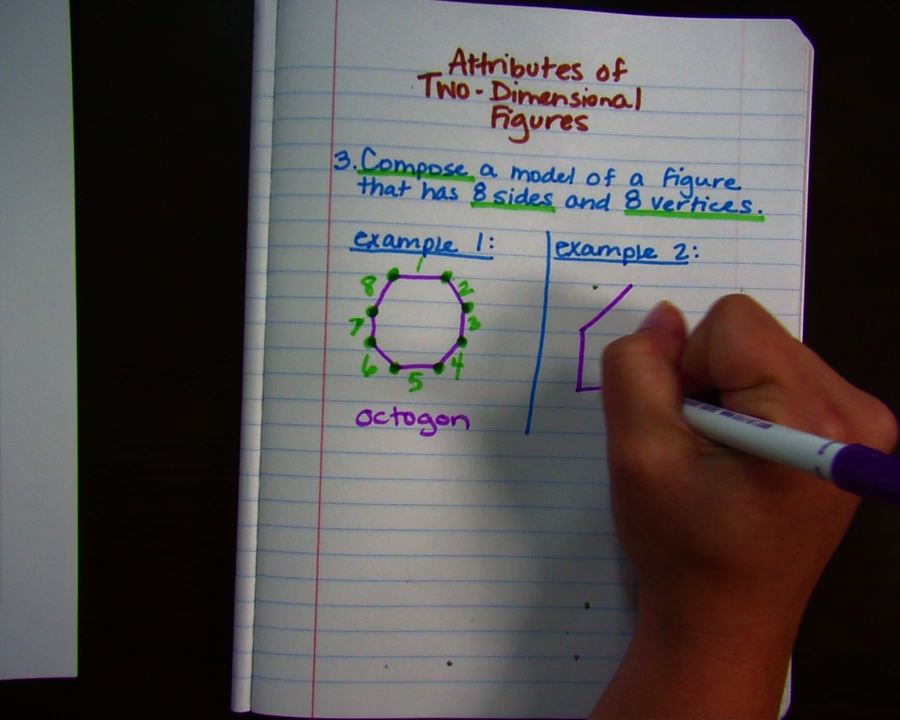 Attributes of
Two-Dimensional
Figures
3. Compose a model of a figure
that has 8 sides and 8 vertices.
example 1:
example 2:
1
8
2
7
3
6
4
5
octogon